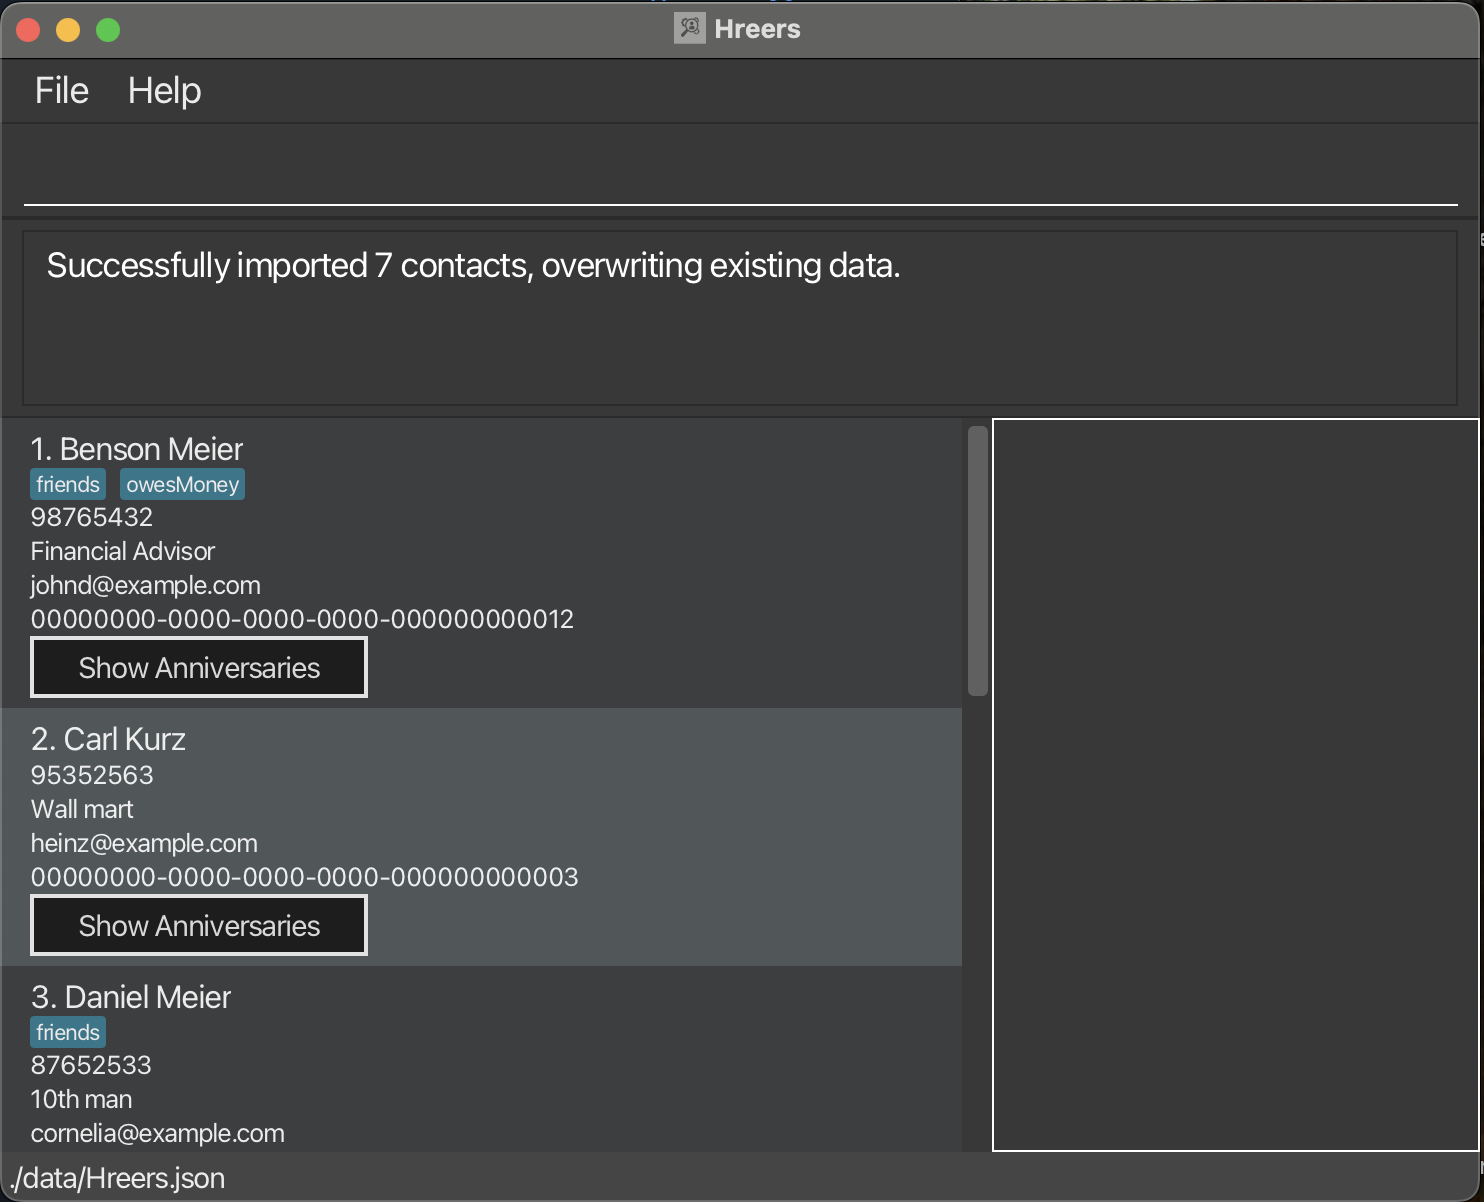 Hreers
File Help
Successfully imported 7 contacts, overwriting existing data.
1. Benson Meier
friends owesMoney
98765432
Financial Advisor
johnd@example.com
00000000-0000-0000-0000-000000000012
Show Anniversaries
2. Carl Kurz
95352563
Wall mart
heinz@example.com
00000000-0000-0000-0000-000000000003
Show Anniversaries
3. Daniel Meier
friends
87652533
10th man
cornelia@example.com
./data/Hreers.json